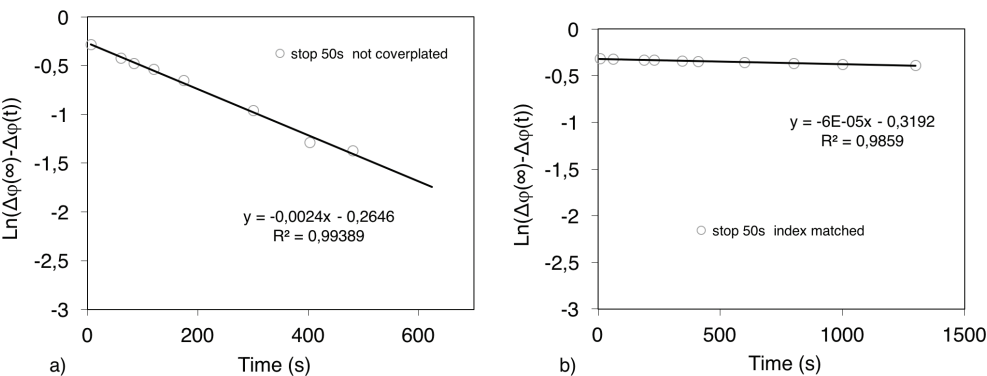 0
-0,5
-1
-1,5
-2
-2,5
-3
0
200
400
600
Ln(Δφ(∞)-Δφ(t))
Time (s)
stop 50s not coverplated
y = -0,0024x - 0,2646
R² = 0,99389
a)
0
-0,5
-1
-1,5
-2
-2,5
-3
0
500
1000
1500
Ln(Δφ(∞)-Δφ(t))
Time (s)
y = -6E-05x - 0,3192
R² = 0,9859
stop 50s index matched
b)